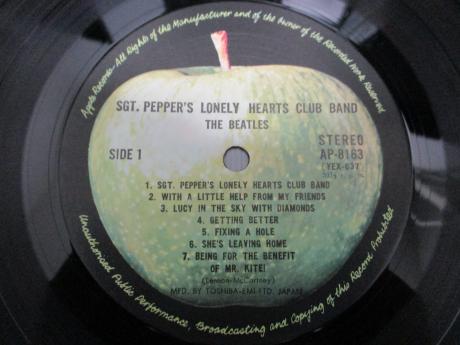 Apple Records-All Rights of the Manufacturer and of the Owner of the Recorded Work Reserved
SGT. PEPPER'S LONELY HEARTS CLUB BAND
THE BEATLES
SIDE 1
STEREO
AP-8163
(YEX-637)
1. SGT. PEPPER'S LONELY HEARTS CLUB BAND
2. WITH A LITTLE HELP FROM MY FRIENDS
3. LUCY IN THE SKY WITH DIAMONDS
4. GETTING BETTER
5. FIXING A HOLE
6. SHE'S LEAVING HOME
7. BEING FOR THE BENEFIT
OF MR. KITE!
(Lennon-McCartney)
MFD. BY TOSHIBA-EMI LTD. JAPAN
Unauthorised Public Performance, Broadcasting and Copying of this Record Prohibited